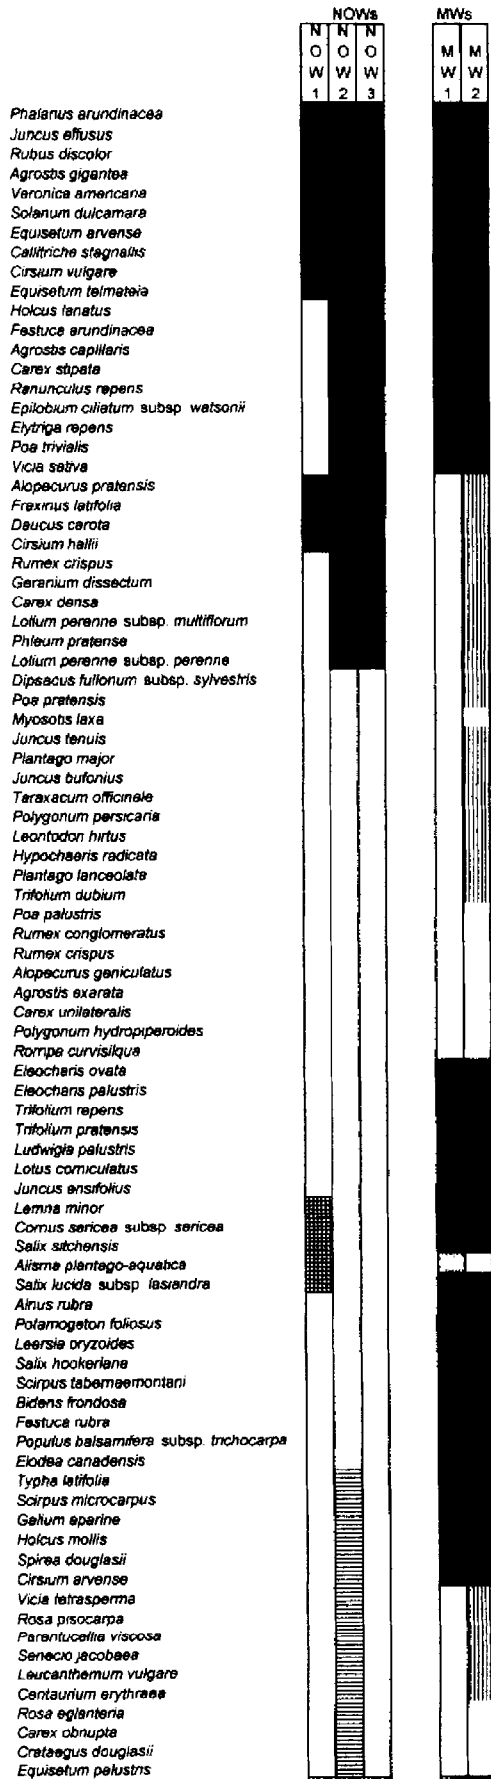 NOWs MWs
N N N
O O O M M
W W W W W
1 2 3 1 2
Phalarus arundinacea
Juncus effusus
Rubus discolor
Agrostis gigantea
Veronica americana
Solanum dulcamara
Equisetum arvense
Callitriche stagnalis
Cirsium vulgare
Equisetum telmateia
Holcus lanatus
Festuca arundinacea
Agrostis capillaris
Carex stipata
Ranunculus repens
Epilobium ciliatum subsp watsonii
Elytriga repens
Poa trivialis
Vicia sativa
Alopecurus pratensis
Fraxinus latifolia
Daucus carota
Cirsium hallii
Rumex crispus
Geranium dissectum
Carex densa
Lolium perenne subsp. multiflorum
Phleum pratense
Lolium perenne subsp. perenne
Dipsacus fullonum subsp. sylvestris
Poa pratensis
Myosotis laxa
Juncus tenuis
Plantago major
Juncus bufonius
Taraxacum officinale
Polygonum persicaria
Leontodon hirtus
Hypochaeris radicata
Plantago lanceolata
Trifolium dubium
Poa palustris
Rumex conglomeratus
Rumex crispus
Alopecurus geniculatus
Agrostis exarata
Carex unilateralis
Polygonum hydropiperoides
Rorripa curvisilqua
Eleocharis ovata
Eleocharis palustris
Trifolium repens
Trifolium pratensis
Ludwigia palustris
Lotus corniculatus
Juncus ensifolius
Lemna minor
Cornus sericea subsp sericea
Salix sitchensis
Alisma plantago-aquatica
Salix lucida subsp lasiandra
Alnus rubra
Potamogeton foliosus
Leersia oryzoides
Salix hookeriana
Scirpus tabernaemontani
Bidens frondosa
Festuca rubra
Populus balsamifera subsp. trichocarpa
Elodea canadensis
Typha latifolia
Scirpus microcarpus
Galium aparine
Holcus mollis
Spirea douglasii
Cirsium arvense
Vicia tetrasperma
Rosa pisocarpa
Parentucellia viscosa
Senecio jacobaea
Leucanthemum vulgare
Centaurium erythraea
Rosa eglanteria
Carex obnupta
Crataegus douglasii
Equisetum palustris